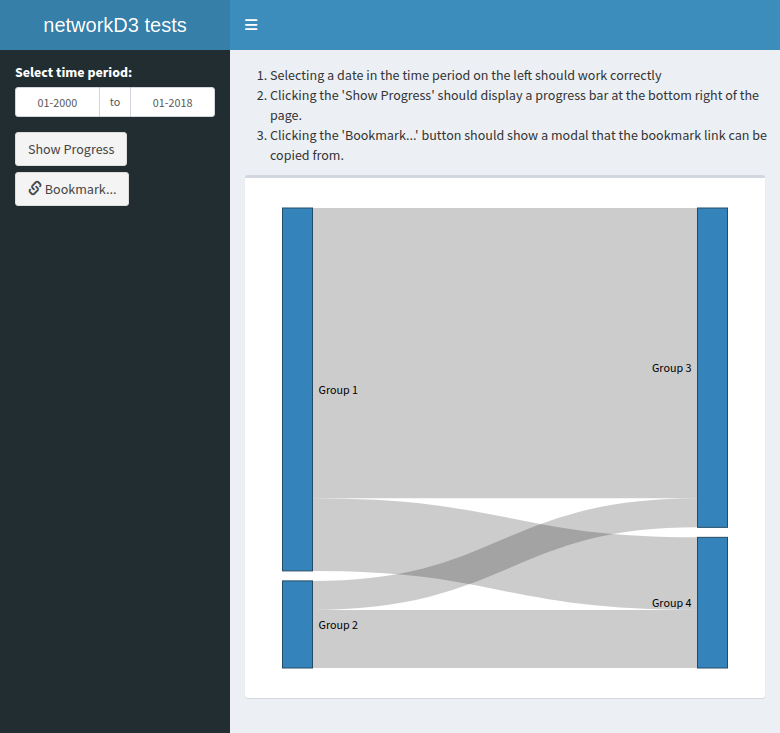 networkD3 tests
Select time period:
01-2000 to 01-2018
Show Progress
Bookmark...
1. Selecting a date in the time period on the left should work correctly
2. Clicking the 'Show Progress' should display a progress bar at the bottom right of the
page.
3. Clicking the 'Bookmark...' button should show a modal that the bookmark link can be
copied from.
Group 3
Group 1
Group 4
Group 2